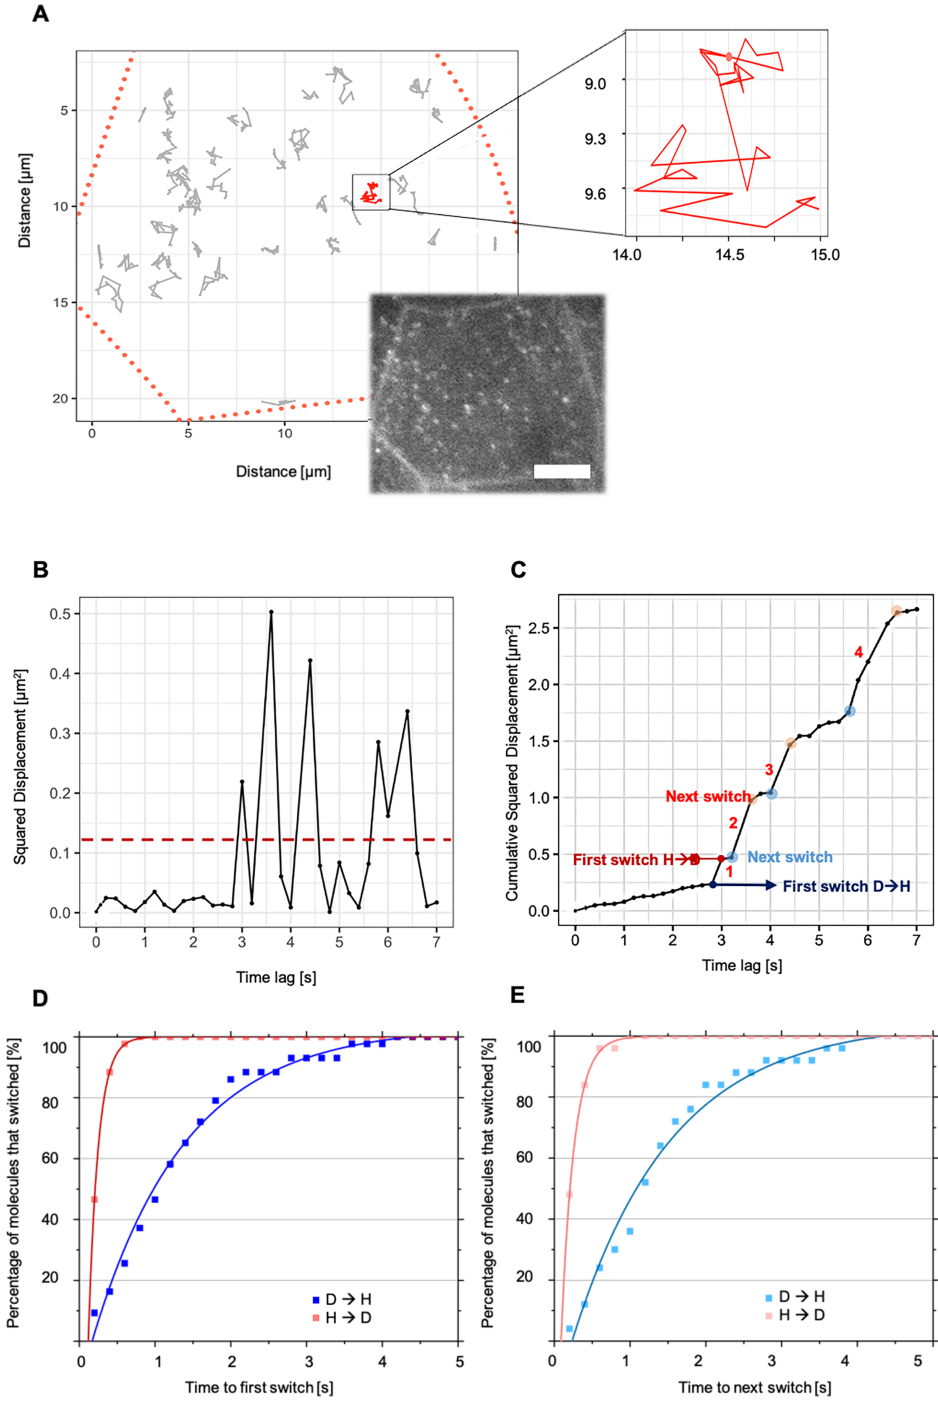 A
Distance [µm]
5
10
15
20
0
5
10
Distance [µm]
9.0
9.3
9.6
14.0
14.5
15.0
B
Squared Displacement [µm²]
0.5
0.4
0.3
0.2
0.1
0.0
0 1 2 3 4 5 6 7
Time lag [s]
C
Cumulative Squared Displacement [µm²]
2.5
2.0
1.5
1.0
0.5
0.0
4
3
Next switch
2
First switch H→
Next switch
1
First switch D→H
0 1 2 3 4 5 6 7
Time lag [s]
D
Percentage of molecules that switched [%]
100
80
60
40
20
D → H
H → D
0 1 2 3 4 5
Time to first switch [s]
E
Percentage of molecules that switched [%]
100
80
60
40
20
D → H
H → D
0 1 2 3 4 5
Time to next switch [s]